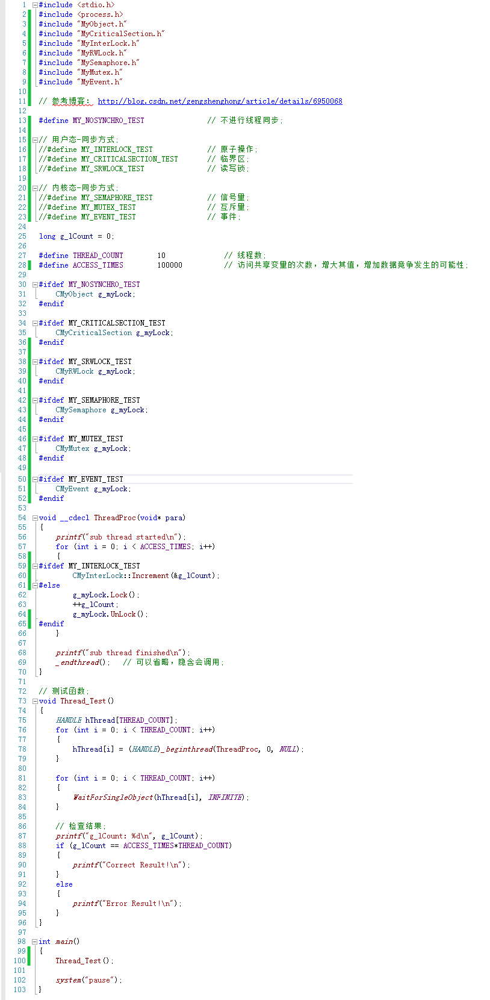 1 #include <stdio.h>
2 #include <process.h>
3 #include "MyObject.h"
4 #include "MyCriticalSection.h"
5 #include "MyInterLock.h"
6 #include "MyRWLock.h"
7 #include "MySemaphore.h"
8 #include "MyMutex.h"
9 #include "MyEvent.h"
10
11 // 参考博客: http://blog.csdn.net/gengshenghong/article/details/6950068
12
13 #define MY_NOSYNCHRO_TEST // 不进行线程同步;
14
15 // 用户态-同步方式;
16 //#define MY_INTERLOCK_TEST // 原子操作;
17 //#define MY_CRITICALSECTION_TEST // 临界区;
18 //#define MY_SRWLOCK_TEST // 读写锁;
19
20 // 内核态-同步方式;
21 //#define MY_SEMAPHORE_TEST // 信号量;
22 //#define MY_MUTEX_TEST // 互斥量;
23 //#define MY_EVENT_TEST // 事件;
24
25 long g_lCount = 0;
26
27 #define THREAD_COUNT 10 // 线程数;
28 #define ACCESS_TIMES 100000 // 访问共享变量的次数，增大其值，增加数据竞争发生的可能性;
29
30 #ifdef MY_NOSYNCHRO_TEST
31 CMyObject g_myLock;
32 #endif
33
34 #ifdef MY_CRITICALSECTION_TEST
35 CMyCriticalSection g_myLock;
36 #endif
37
38 #ifdef MY_SRWLOCK_TEST
39 CMyRWLock g_myLock;
40 #endif
41
42 #ifdef MY_SEMAPHORE_TEST
43 CMySemaphore g_myLock;
44 #endif
45
46 #ifdef MY_MUTEX_TEST
47 CMyMutex g_myLock;
48 #endif
49
50 #ifdef MY_EVENT_TEST
51 CMyEvent g_myLock;
52 #endif
53
54 void __cdecl ThreadProc(void* para)
55 {
56 printf("sub thread started\n");
57 for (int i = 0; i < ACCESS_TIMES; i++)
58 {
59 #ifdef MY_INTERLOCK_TEST
60 CMyInterLock::Increment(&g_lCount);
61 #else
62 g_myLock.Lock();
63 ++g_lCount;
64 g_myLock.UnLock();
65 #endif
66 }
67
68 printf("sub thread finished\n");
69 _endthread(); // 可以省略，隐含会调用;
70 }
71
72 // 测试函数;
73 void Thread_Test()
74 {
75 HANDLE hThread[THREAD_COUNT];
76 for (int i = 0; i < THREAD_COUNT; i++)
77 {
78 hThread[i] = (HANDLE)_beginthread(ThreadProc, 0, NULL);
79 }
80
81 for (int i = 0; i < THREAD_COUNT; i++)
82 {
83 WaitForSingleObject(hThread[i], INFINITE);
84 }
85
86 // 检查结果;
87 printf("g_lCount: %d\n", g_lCount);
88 if (g_lCount == ACCESS_TIMES*THREAD_COUNT)
89 {
90 printf("Correct Result!\n");
91 }
92 else
93 {
94 printf("Error Result!\n");
95 }
96 }
97
98 int main()
99 {
100 Thread_Test();
101
102 system("pause");
103 }